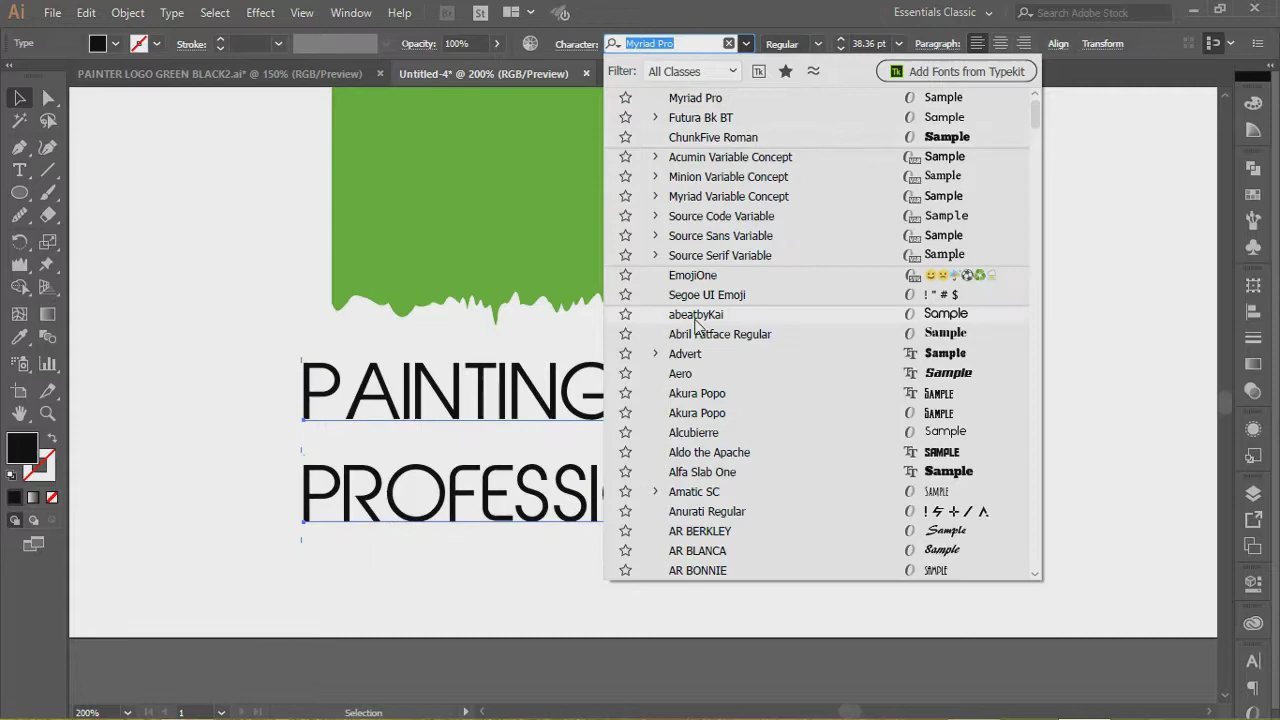 Ai File Edit Object Type Select Effect View Window Help Br St Essentials Classic Search Adobe Stock
Type Stroke: Opacity: 100% Character: Myriad Pro Regular 38.36 pt Paragraph: Align Transform
PAINTER LOGO GREEN BLACK2.ai* @ 150% (RGB/Preview) × Untitled-4* @ 200% (RGB/Preview) ×
Filter: All Classes Tk Tk Add Fonts from Typekit
Myriad Pro Sample
Futura Bk BT Sample
ChunkFive Roman Sample
Acumin Variable Concept Sample
Minion Variable Concept Sample
Myriad Variable Concept Sample
Source Code Variable Sample
Source Sans Variable Sample
Source Serif Variable Sample
EmojiOne
Segoe UI Emoji ! " # $
abeatbyKai Sample
Abril Fatface Regular Sample
Advert Sample
Aero Sample
Akura Popo SAMPLE
Akura Popo SAMPLE
Alcubierre Sample
Aldo the Apache SAMPLE
Alfa Slab One Sample
Amatic SC SAMPLE
Anurati Regular
AR BERKLEY Sample
AR BLANCA Sample
AR BONNIE SAMPLE
PAINTING
PROFESSI
200% 1 Selection